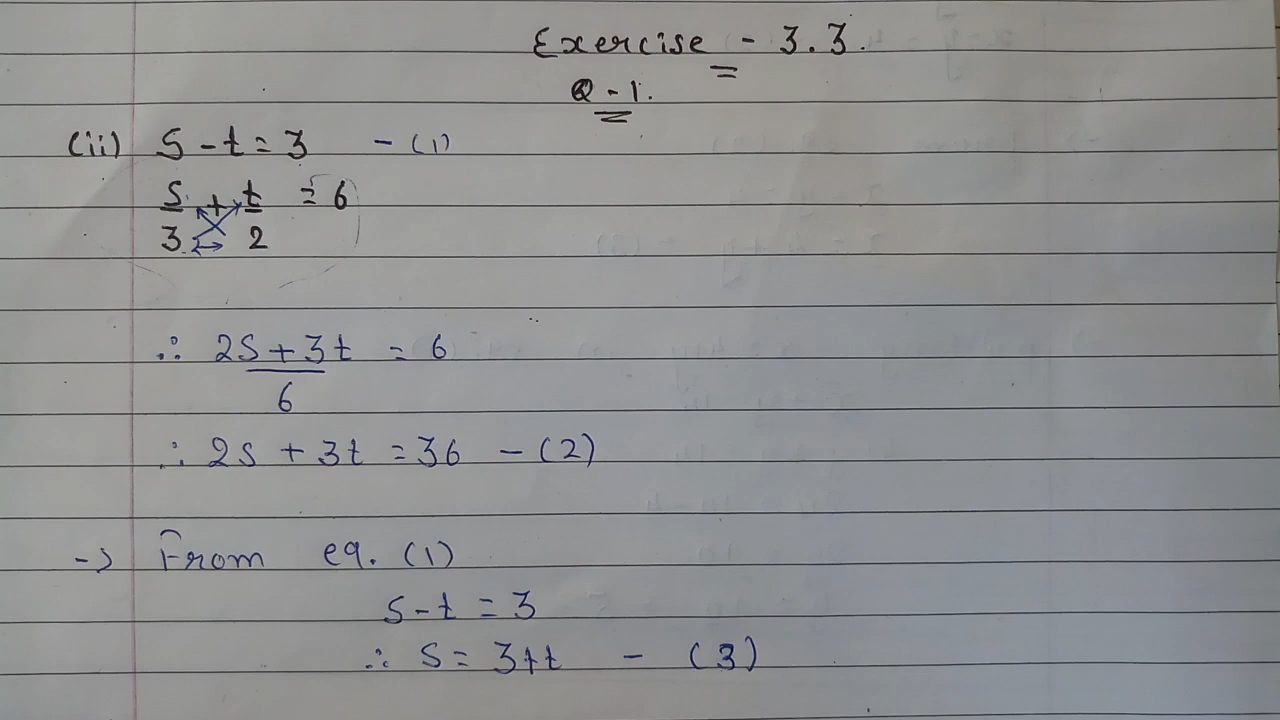 Exercise - 3.3.
Q-1.
(ii) S - t = 3 - (1)
S/3 + t/2 = 6
∴ 2S + 3t / 6 = 6
∴ 2S + 3t = 36 - (2)
-> From eq. (1)
S - t = 3
∴ S = 3+t - (3)